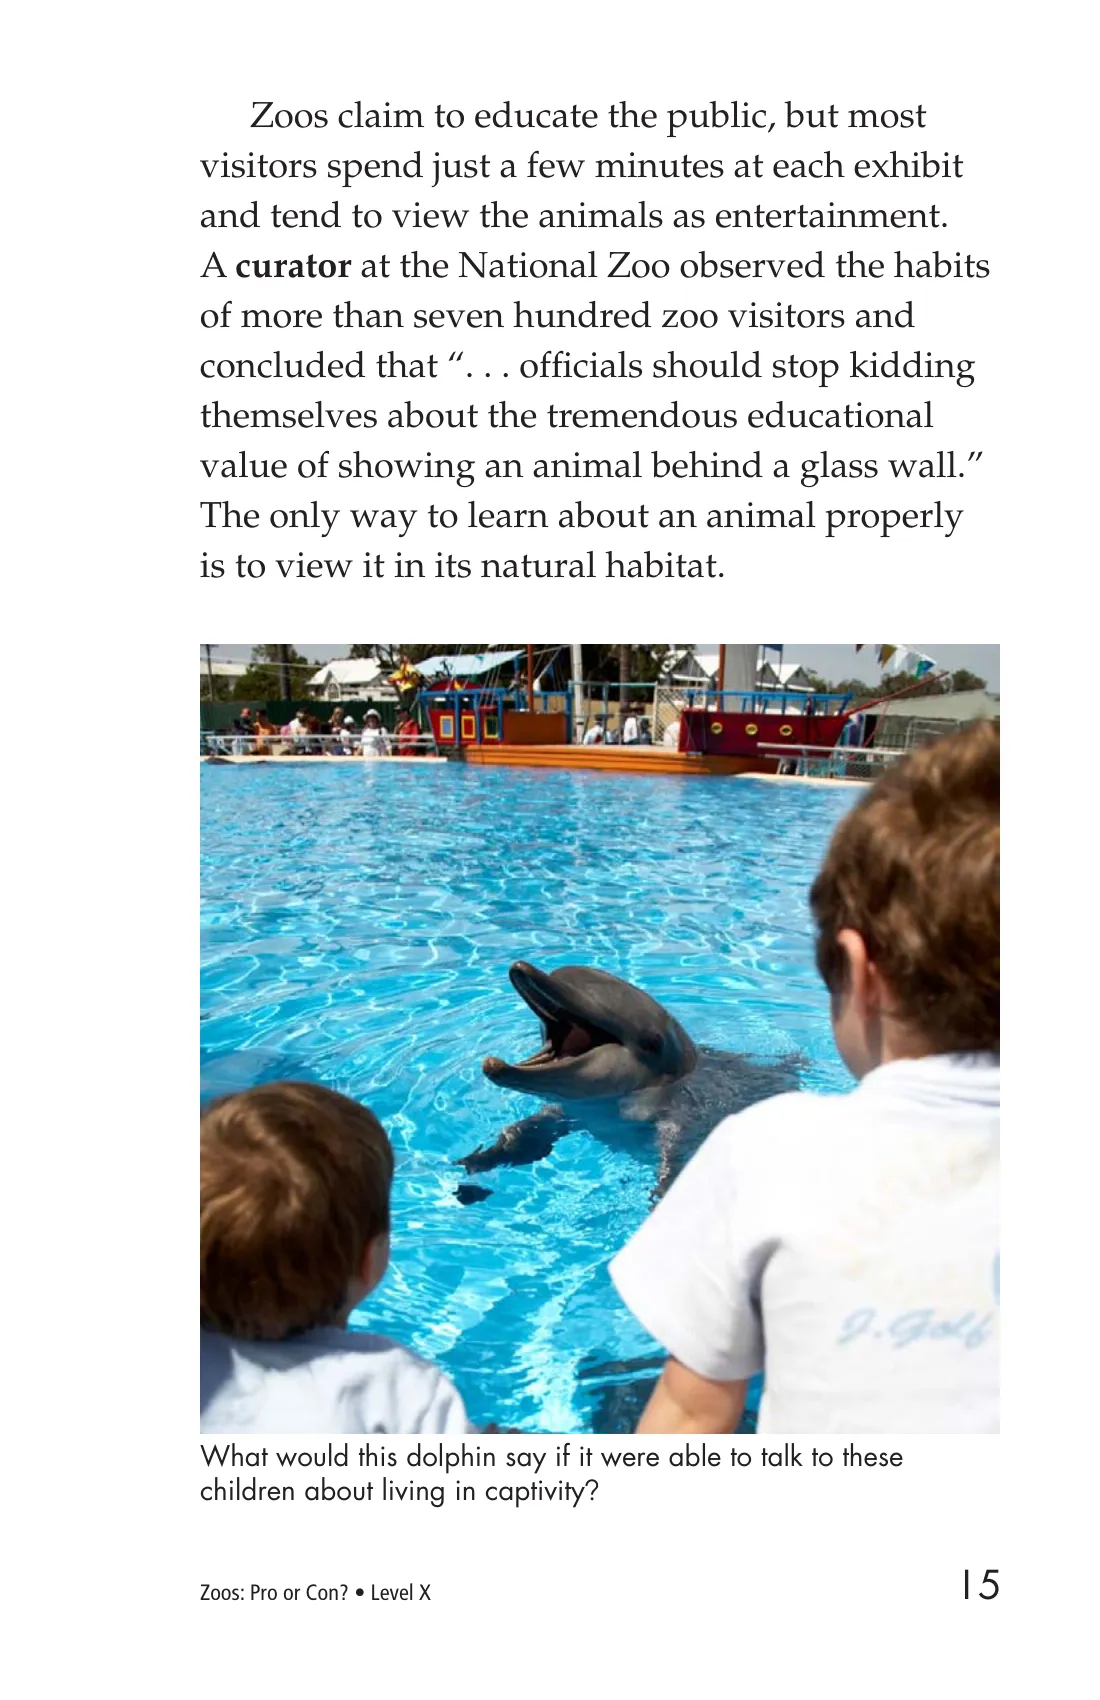 Zoos claim to educate the public, but most
visitors spend just a few minutes at each exhibit
and tend to view the animals as entertainment.
A curator at the National Zoo observed the habits
of more than seven hundred zoo visitors and
concluded that “. . . officials should stop kidding
themselves about the tremendous educational
value of showing an animal behind a glass wall.”
The only way to learn about an animal properly
is to view it in its natural habitat.
J.Golf
What would this dolphin say if it were able to talk to these
children about living in captivity?
Zoos: Pro or Con? • Level X
15